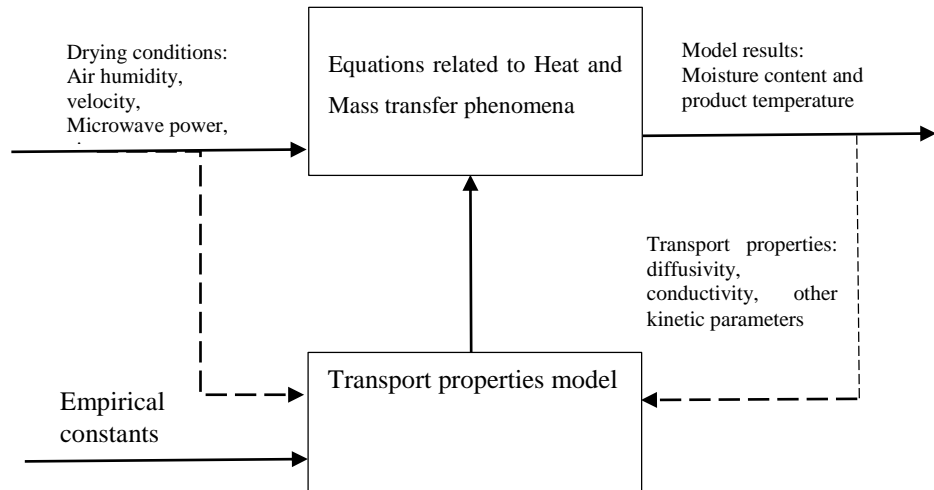 Drying conditions:
Air humidity,
velocity,
Microwave power,
Equations related to Heat and
Mass transfer phenomena
Model results:
Moisture content and
product temperature
Transport properties:
diffusivity,
conductivity, other
kinetic parameters
Transport properties model
Empirical
constants